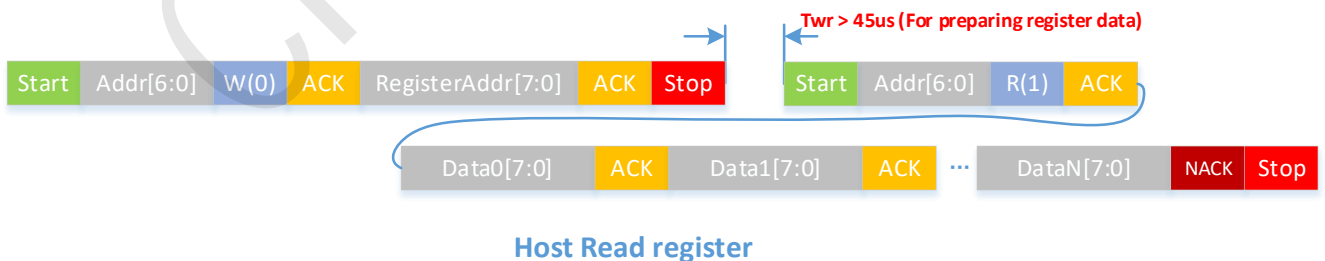 Twr > 45us (For preparing register data)
Start Addr[6:0] W(0) ACK RegisterAddr[7:0] ACK Stop Start Addr[6:0] R(1) ACK
Data0[7:0] ACK Data1[7:0] ACK ... DataN[7:0] NACK Stop
Host Read register